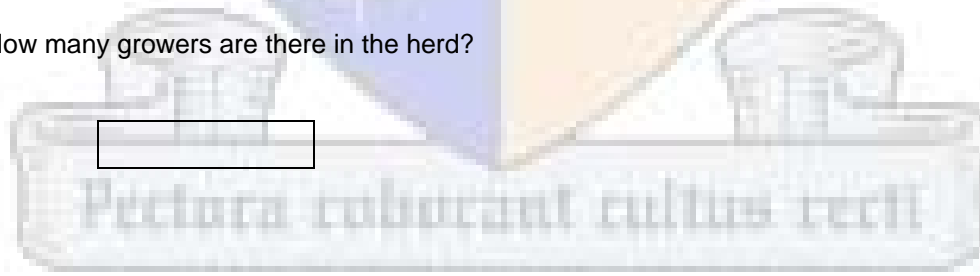 How many growers are there in the herd?
Pectora roborant cultus recti